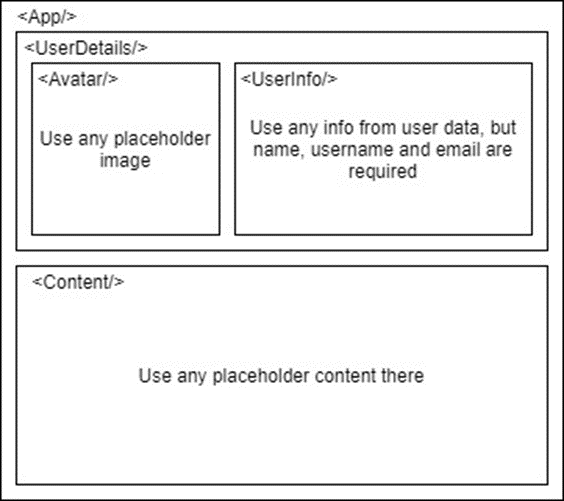 <App/>
<UserDetails/>
<Avatar/>
Use any placeholder
image
<UserInfo/>
Use any info from user data, but
name, username and email are
required
<Content/>
Use any placeholder content there